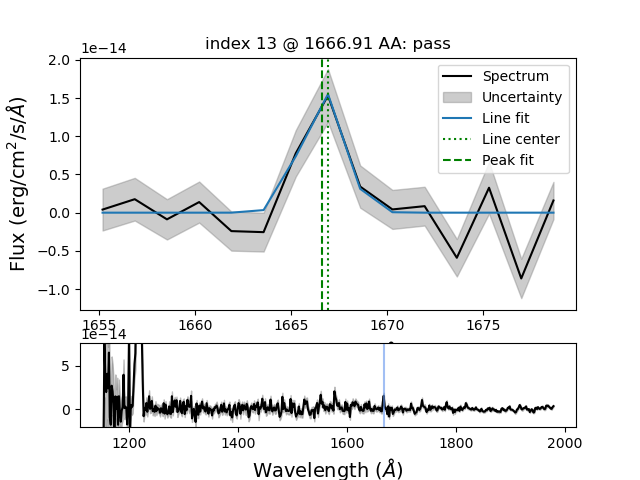 index 13 @ 1666.91 AA: pass
1e−14
Flux (erg/cm²/s/Å)
2.0
1.5
1.0
0.5
0.0
−0.5
−1.0
Spectrum
Uncertainty
Line fit
Line center
Peak fit
1655 1660 1665 1670 1675
1e−14
5
0
1200 1400 1600 1800 2000
Wavelength (Å)